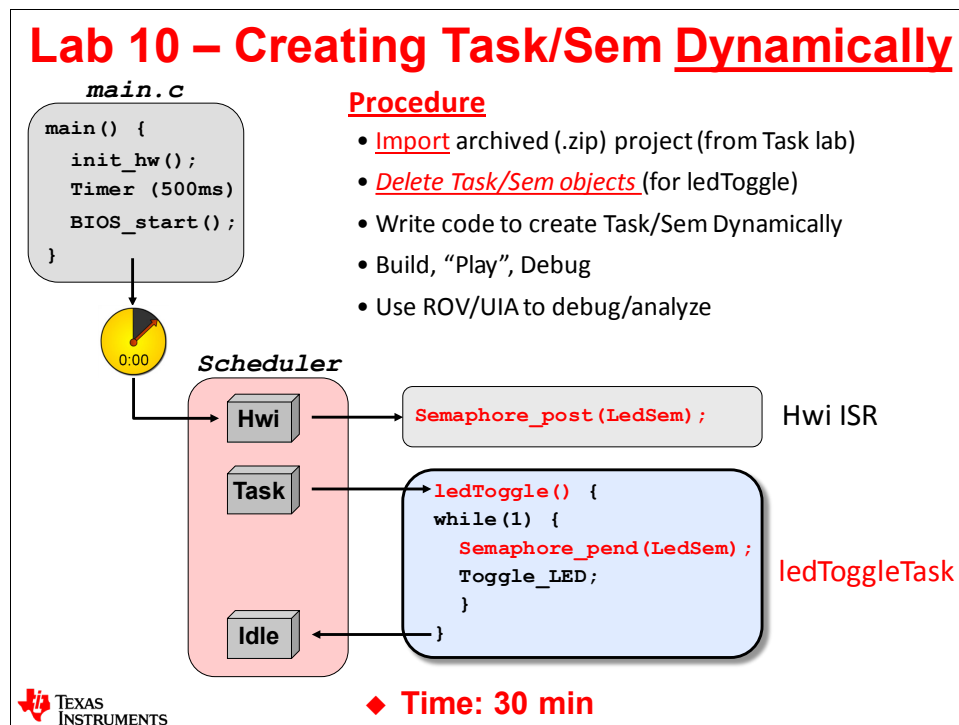 Lab 10 – Creating Task/Sem Dynamically
main.c
main() {
init_hw();
Timer (500ms)
BIOS_start();
}
0:00
Procedure
• Import archived (.zip) project (from Task lab)
• Delete Task/Sem objects (for ledToggle)
• Write code to create Task/Sem Dynamically
• Build, “Play”, Debug
• Use ROV/UIA to debug/analyze
Scheduler
Hwi
Semaphore_post(LedSem);
Hwi ISR
Task
ledToggle() {
while(1) {
Semaphore_pend(LedSem);
Toggle_LED;
}
}
ledToggleTask
Idle
TEXAS
INSTRUMENTS
◆ Time: 30 min